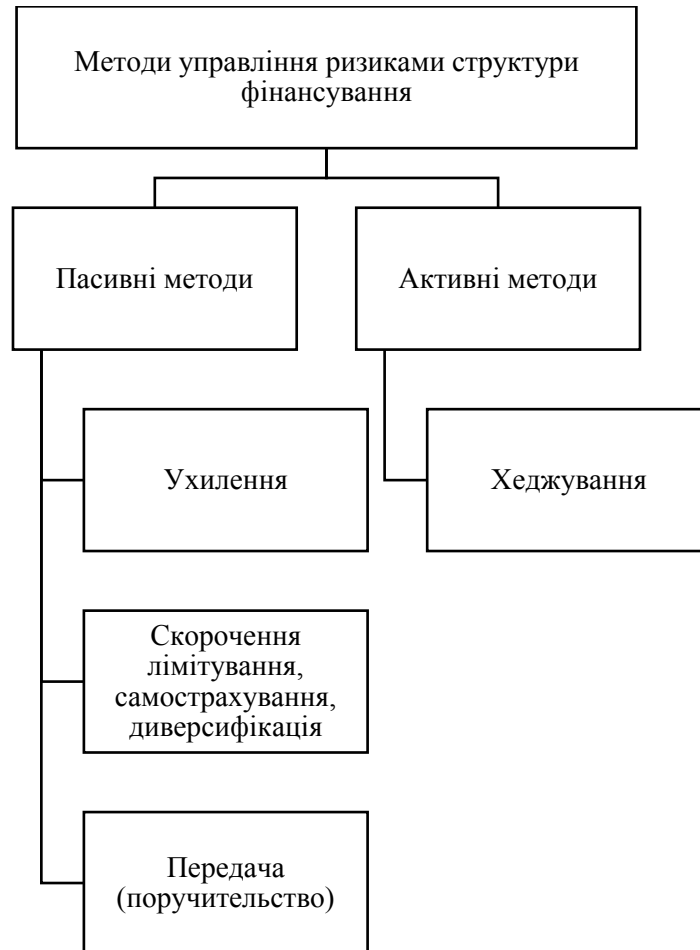 Методи управління ризиками структури
фінансування
Пасивні методи
Активні методи
Ухилення
Хеджування
Скорочення
лімітування,
самострахування,
диверсифікація
Передача
(поручительство)